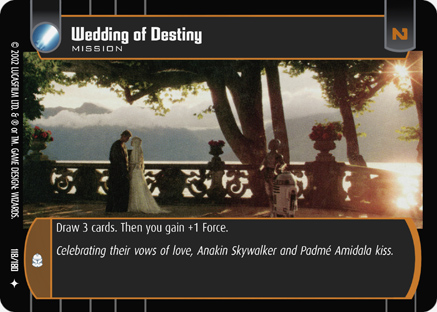 Wedding of Destiny
MISSION
N
© 2002 LUCASFILM LTD. & ® or TM. GAME DESIGN: WIZARDS.
Draw 3 cards. Then you gain +1 Force.
Celebrating their vows of love, Anakin Skywalker and Padmé Amidala kiss.
118/180